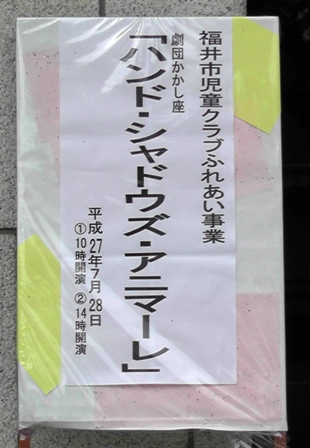 福井市児童クラブふれあい事業
劇団かかし座
「ハンド・シャドウズ・アニマーレ」
平成27年7月28日
①10時開演 ②14時開演